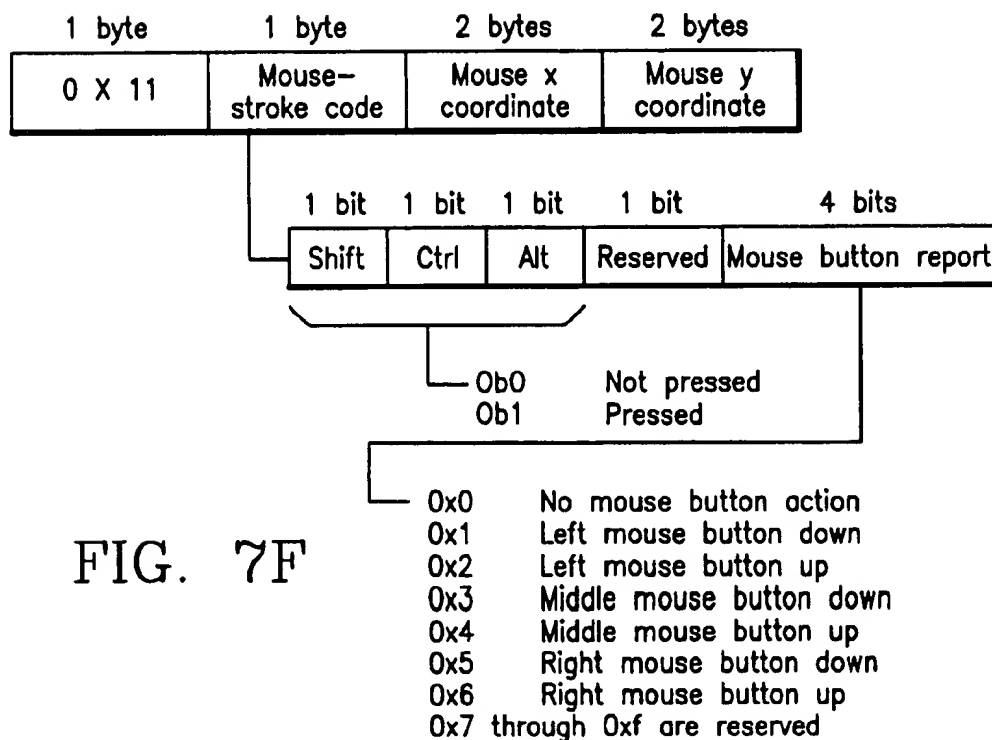 1 byte 1 byte 2 bytes 2 bytes
0 X 11 Mouse-stroke code Mouse x coordinate Mouse y coordinate
1 bit 1 bit 1 bit 1 bit 4 bits
Shift Ctrl Alt Reserved Mouse button report
0b0 Not pressed
0b1 Pressed
0x0 No mouse button action
0x1 Left mouse button down
0x2 Left mouse button up
0x3 Middle mouse button down
0x4 Middle mouse button up
0x5 Right mouse button down
0x6 Right mouse button up
0x7 through 0xf are reserved
FIG. 7F